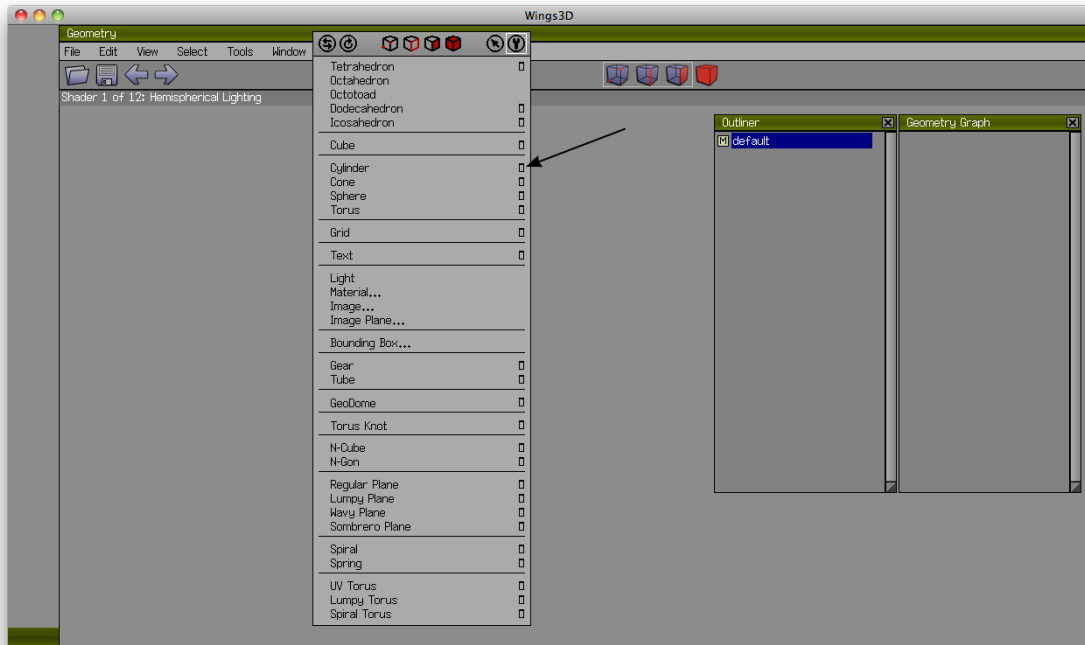 Wings3D
Geometry
File Edit View Select Tools Window
Shader 1 of 12: Hemispherical Lighting
Tetrahedron
Octahedron
Octotoad
Dodecahedron
Icosahedron
Cube
Cylinder
Cone
Sphere
Torus
Grid
Text
Light
Material...
Image...
Image Plane...
Bounding Box...
Gear
Tube
GeoDome
Torus Knot
N-Cube
N-Gon
Regular Plane
Lumpy Plane
Wavy Plane
Sombrero Plane
Spiral
Spring
UV Torus
Lumpy Torus
Spiral Torus
Outliner
M default
Geometry Graph